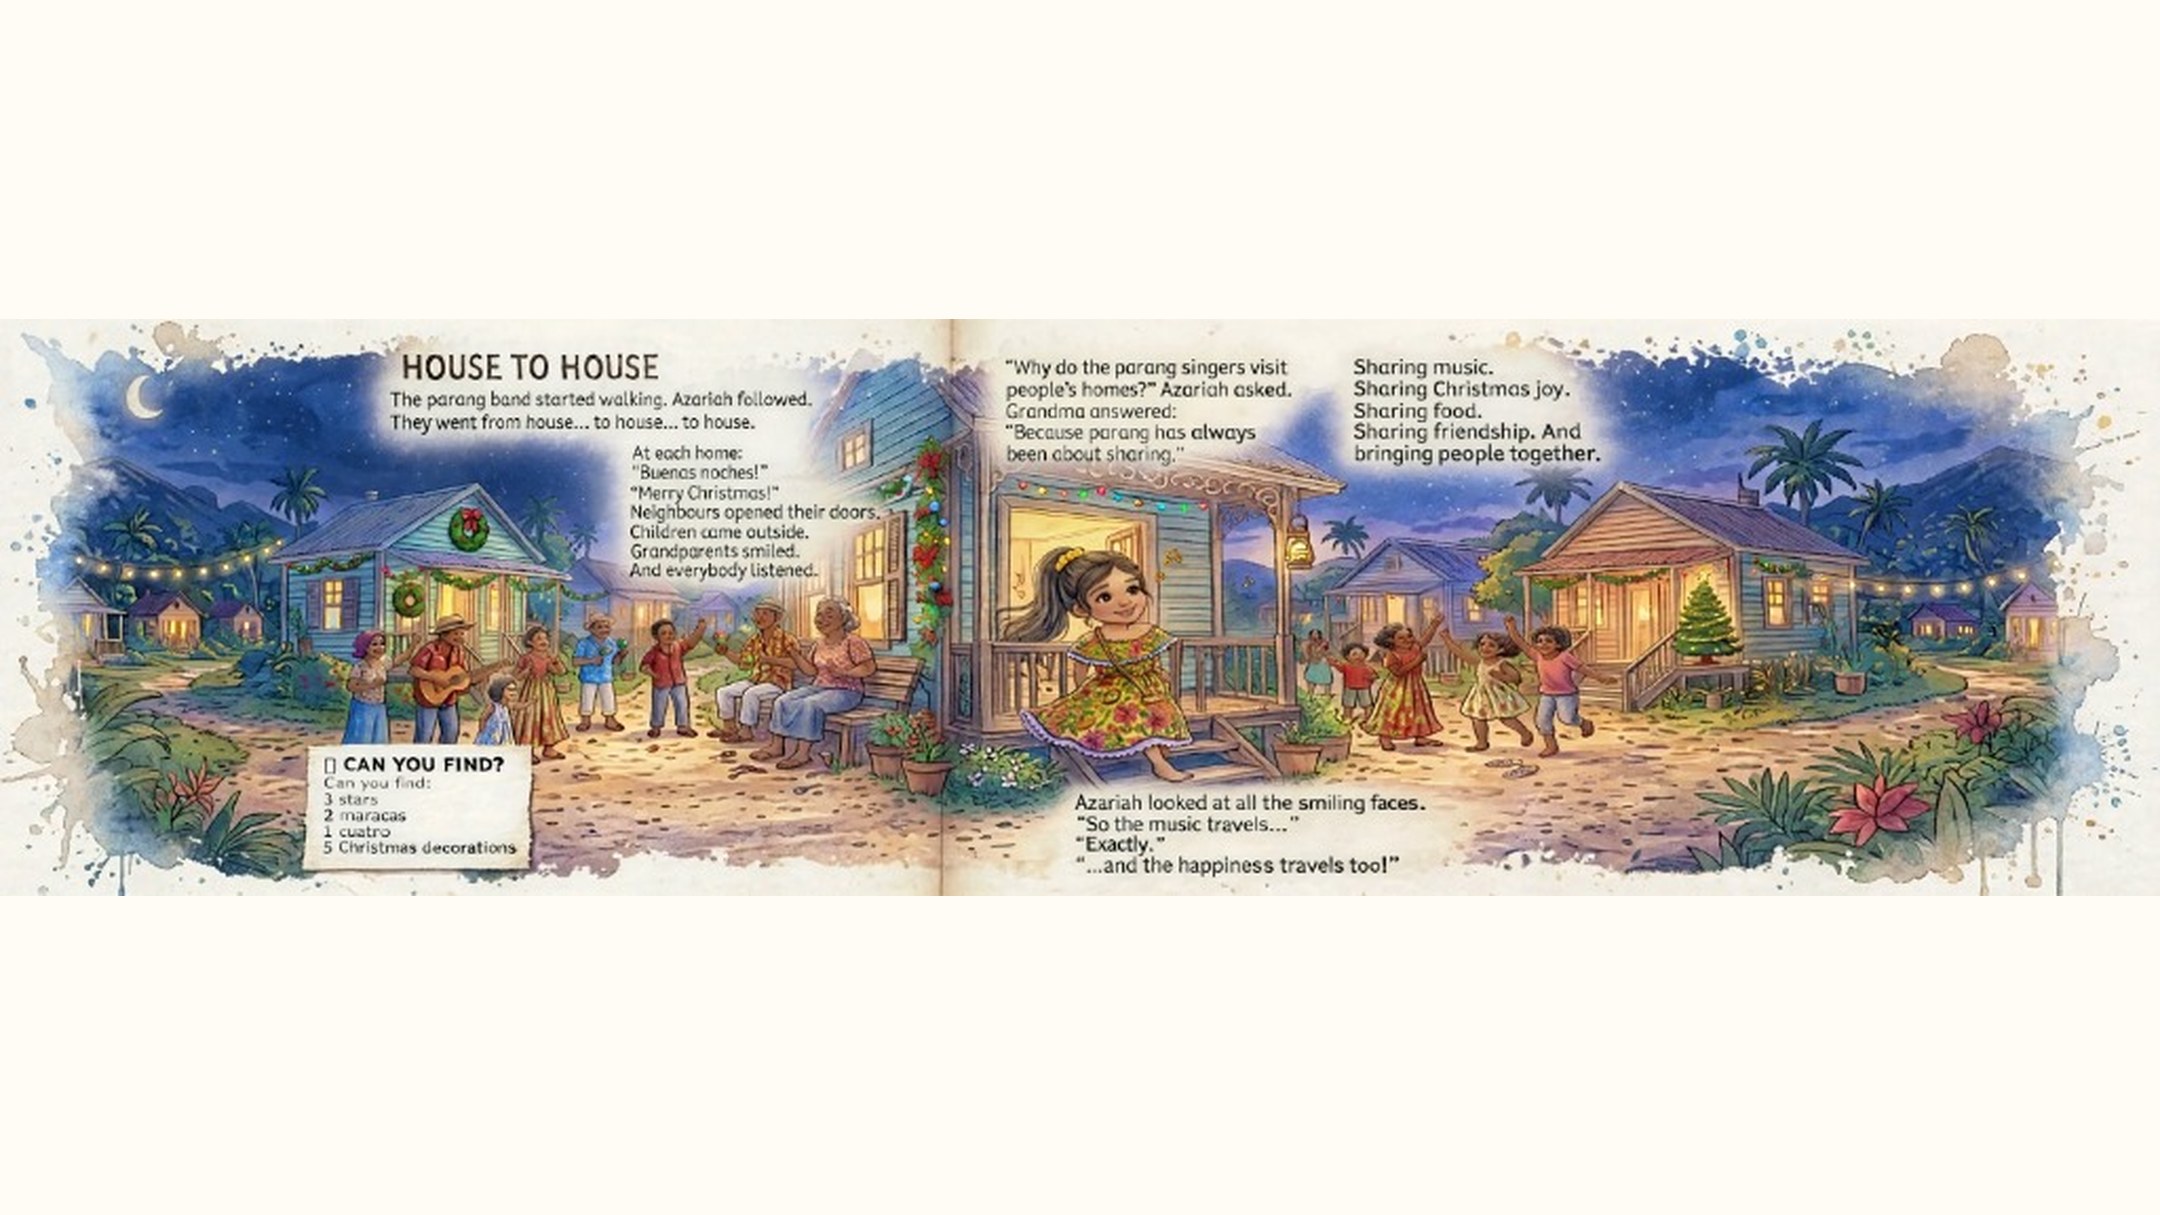 HOUSE TO HOUSE
The parang band started walking. Azariah followed.
They went from house... to house... to house.
At each home:
"Buenas noches!"
"Merry Christmas!"
Neighbours opened their doors.
Children came outside.
Grandparents smiled.
And everybody listened.
▯ CAN YOU FIND?
Can you find:
3 stars
2 maracas
1 cuatro
5 Christmas decorations
"Why do the parang singers visit
people's homes?" Azariah asked.
Grandma answered:
"Because parang has always
been about sharing."
Sharing music.
Sharing Christmas joy.
Sharing food.
Sharing friendship. And
bringing people together.
Azariah looked at all the smiling faces.
"So the music travels..."
"Exactly."
"...and the happiness travels too!"